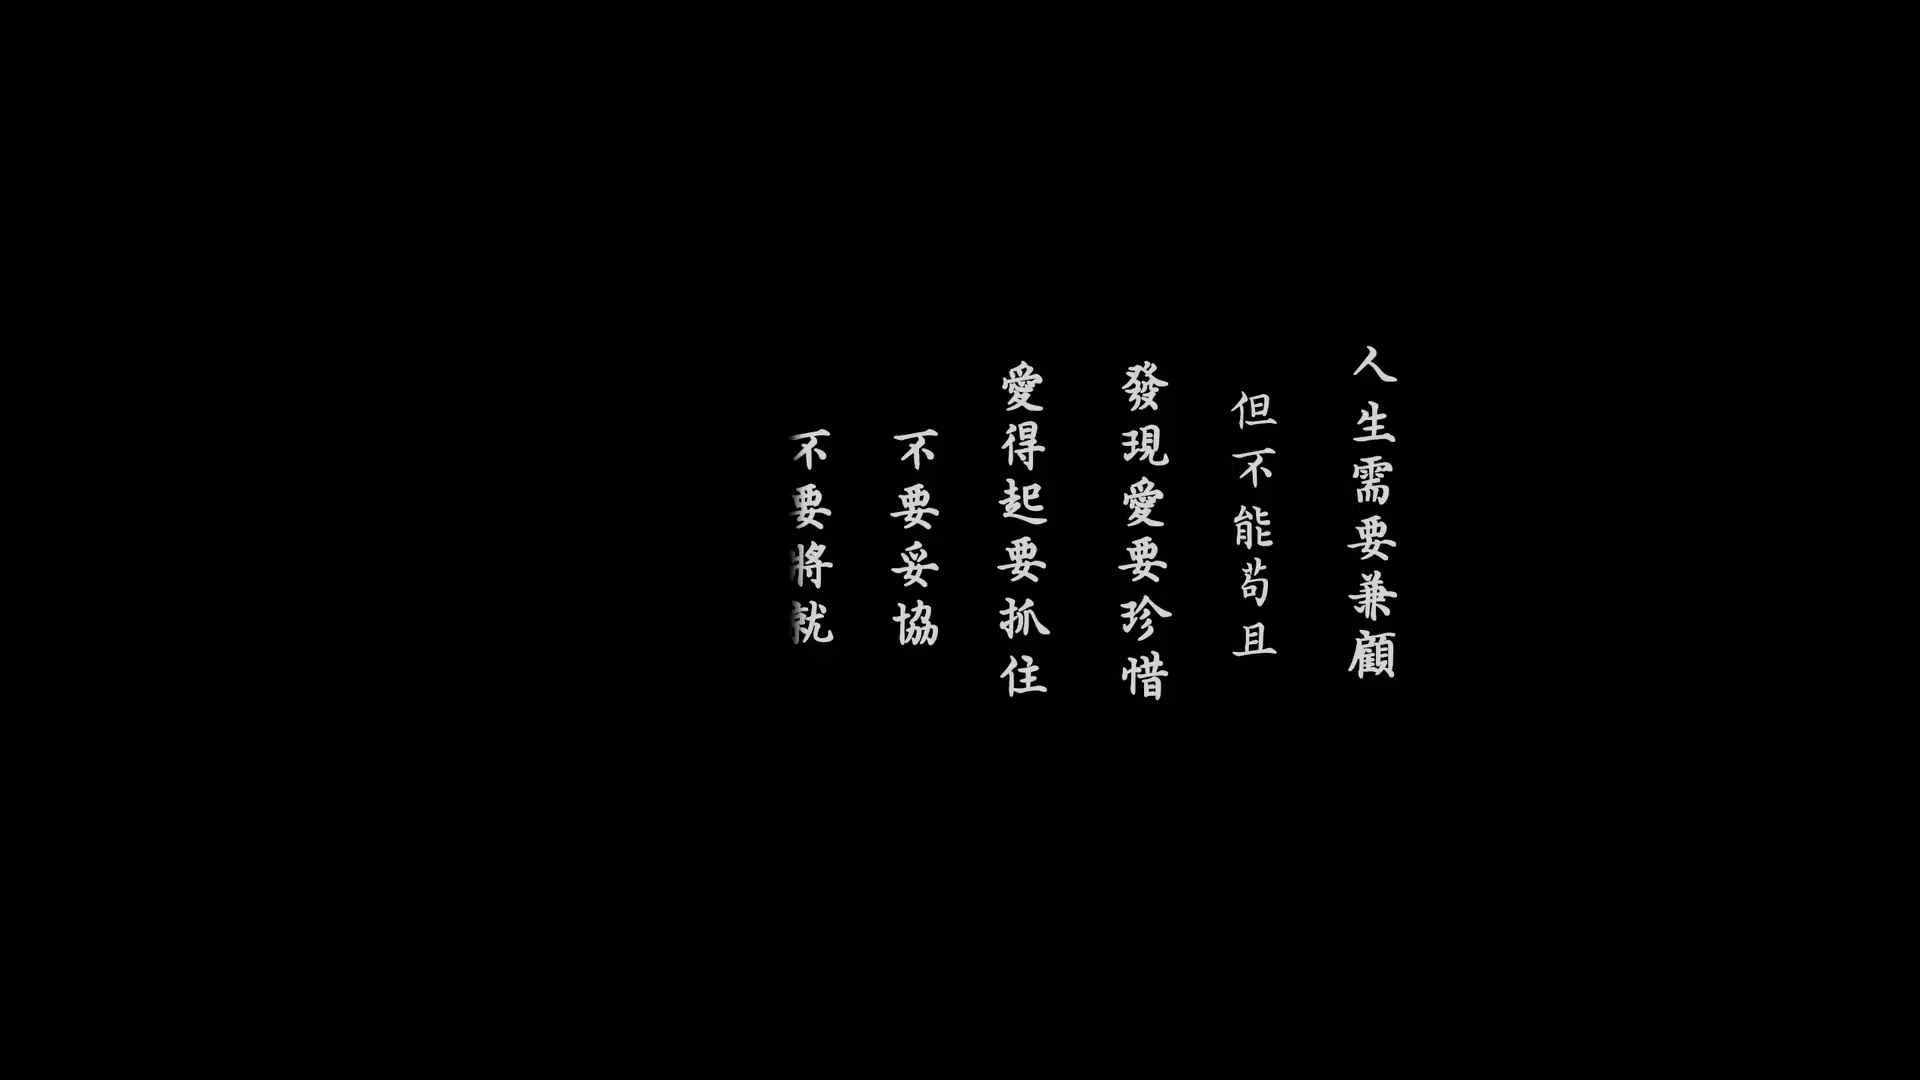 人生需要兼顧
但不能苟且
發現愛要珍惜
愛得起要抓住
不要妥協
不要將就